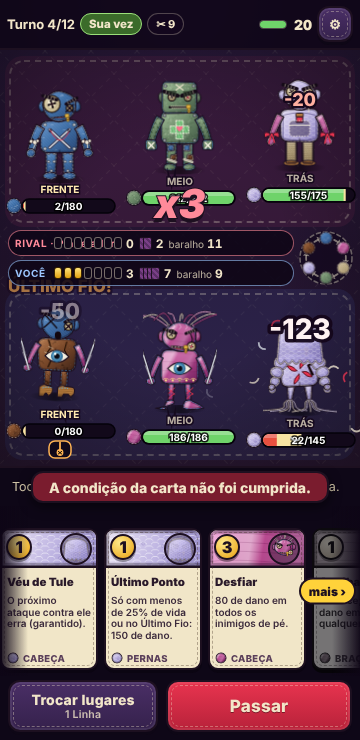 Turno 4/12 Sua vez ✂ 9 20
-20
FRENTE MEIO TRÁS
2/180 155/175
x3
RIVAL 0 2 baralho 11
VOCÊ 3 7 baralho 9
ÚLTIMO FIO!
-50 -123
FRENTE MEIO TRÁS
0/180 186/186 22/145
Toc a.
A condição da carta não foi cumprida.
1 1 3 1
Véu de Tule
O próximo ataque contra ele erra (garantido).
CABEÇA
Último Ponto
Só com menos de 25% de vida ou no Último Fio: 150 de dano.
PERNAS
Desfiar
80 de dano em todos os inimigos de pé.
CABEÇA
mais ›
Trocar lugares
1 Linha
Passar